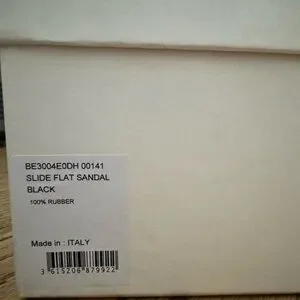 BE3004E0DH 00141
SLIDE FLAT SANDAL
BLACK
100% RUBBER
Made in : ITALY
3 615206 879922